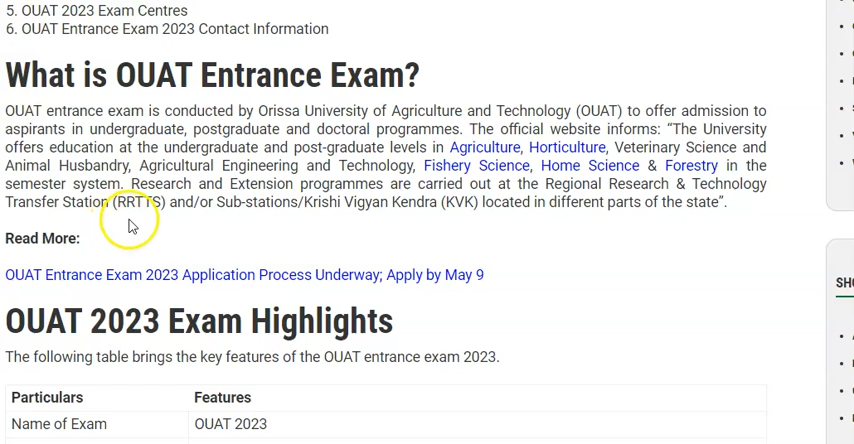 5. OUAT 2023 Exam Centres
6. OUAT Entrance Exam 2023 Contact Information
What is OUAT Entrance Exam?
OUAT entrance exam is conducted by Orissa University of Agriculture and Technology (OUAT) to offer admission to
aspirants in undergraduate, postgraduate and doctoral programmes. The official website informs: “The University
offers education at the undergraduate and post-graduate levels in Agriculture, Horticulture, Veterinary Science and
Animal Husbandry, Agricultural Engineering and Technology, Fishery Science, Home Science & Forestry in the
semester system. Research and Extension programmes are carried out at the Regional Research & Technology
Transfer Station (RRTTS) and/or Sub-stations/Krishi Vigyan Kendra (KVK) located in different parts of the state”.
Read More:
OUAT Entrance Exam 2023 Application Process Underway; Apply by May 9
OUAT 2023 Exam Highlights
The following table brings the key features of the OUAT entrance exam 2023.
Particulars Features
Name of Exam OUAT 2023